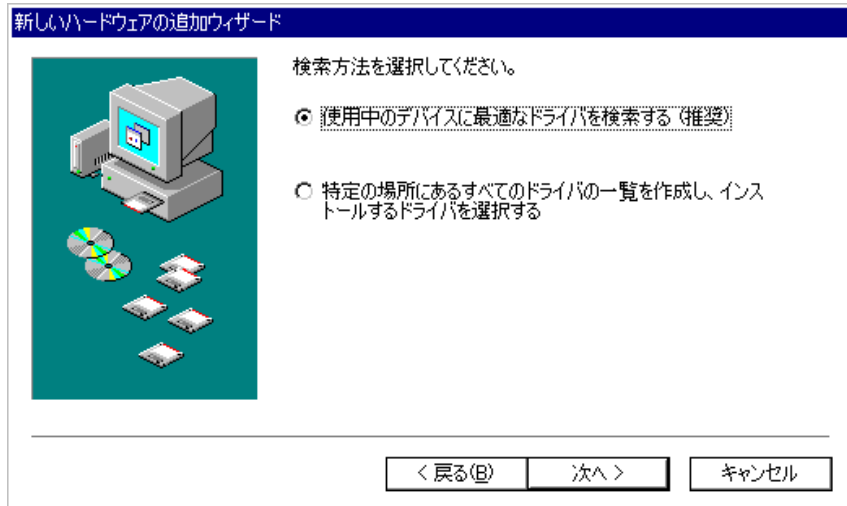 新しいハードウェアの追加ウィザード
検索方法を選択してください。
使用中のデバイスに最適なドライバを検索する (推奨)
特定の場所にあるすべてのドライバの一覧を作成し、インス
トールするドライバを選択する
< 戻る(B)
次へ >
キャンセル